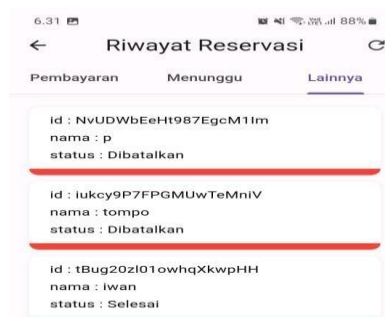 6.31 88%
Riwayat Reservasi
Pembayaran Menunggu Lainnya
id : NvUDWbEeHt987EgcM1Im
nama : p
status : Dibatalkan
id : iukcy9P7FPGMUwTeMniV
nama : tompo
status : Dibatalkan
id : tBug20zl01owhqXkwpHH
nama : iwan
status : Selesai